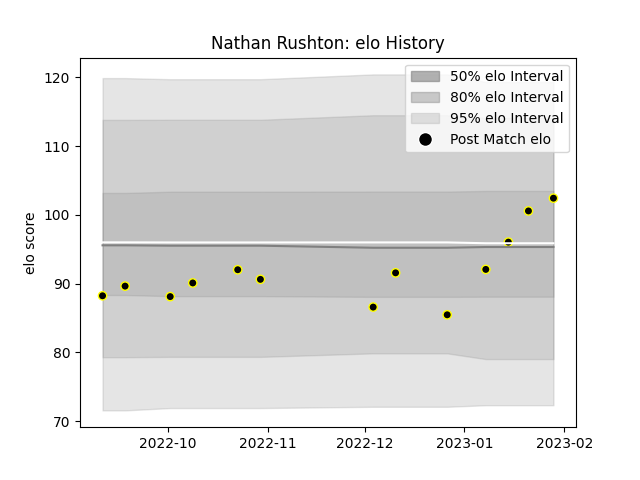 Nathan Rushton: elo History
50% elo Interval
80% elo Interval
95% elo Interval
Post Match elo
elo score
120
110
100
90
80
70
2022-10
2022-11
2022-12
2023-01
2023-02